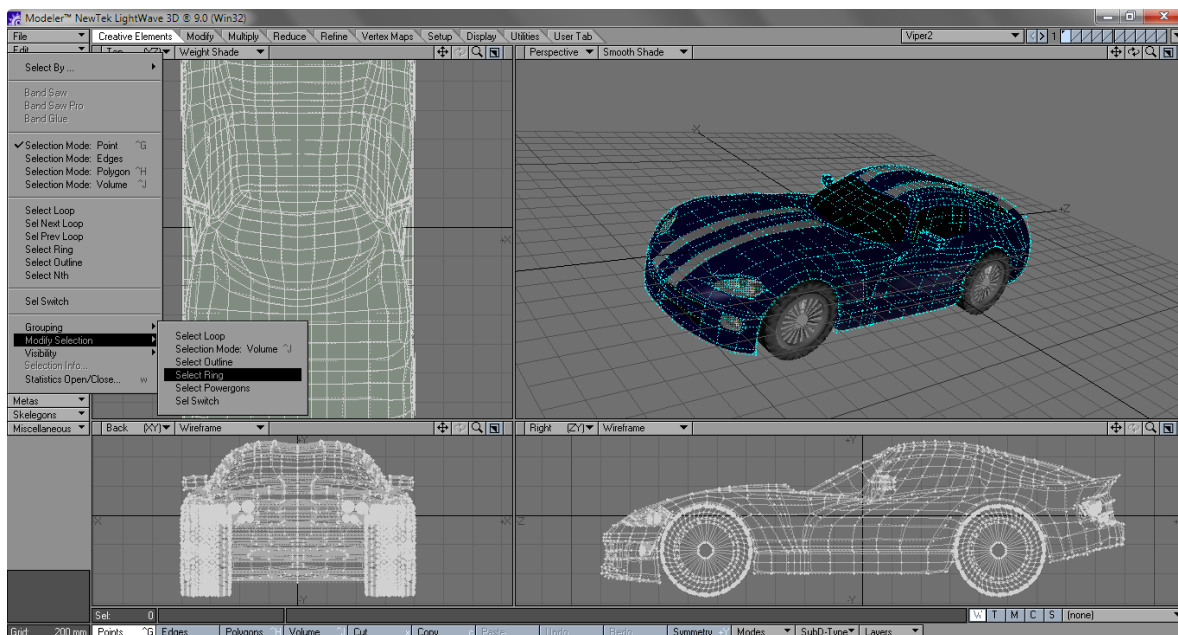 Modeler™ NewTek LightWave 3D ® 9.0 (Win32)
File
Creative Elements Modify Multiply Reduce Refine Vertex Maps Setup Display Utilities User Tab Viper2 1
Edit
Top (XZ) Weight Shade Perspective Smooth Shade
Select By ...
Band Saw
Band Saw Pro
Band Glue
Selection Mode: Point ^G
Selection Mode: Edges
Selection Mode: Polygon ^H
Selection Mode: Volume ^J
Select Loop
Sel Next Loop
Sel Prev Loop
Select Ring
Select Outline
Select Nth
Sel Switch
Grouping
Modify Selection
Visibility
Selection Info...
Statistics Open/Close... w
Select Loop
Selection Mode: Volume ^J
Select Outline
Select Ring
Select Powergons
Sel Switch
-X
+Z
+X
Metas
Skelegons
Miscellaneous
Back (XY) Wireframe Right (ZY) Wireframe
+Y +Y
-X +X -Z
-Y -Y
Sel: 0 W T M C S (none)
Grid: 200 mm Points ^G Edges Polygons ^H Volume ^J Cut Copy Paste Undo Redo Symmetry +Y Modes SubD-Type Layers